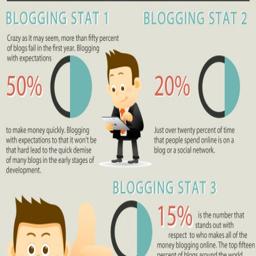 BLOGGING STAT 1
Crazy as it may seem, more than fifty percent
of blogs fail in the first year. Blogging
with expectations
50%
to make money quickly. Blogging
with expectations to that it won't be
that hard lead to the quick demise
of many blogs in the early stages of
development.
BLOGGING STAT 2
20%
Just over twenty percent of time
that people spend online is on a
blog or a social network.
BLOGGING STAT 3
15%
is the number that
stands out with
respect to who makes all of the
money blogging online. The top fifteen
percent of blogs around the world